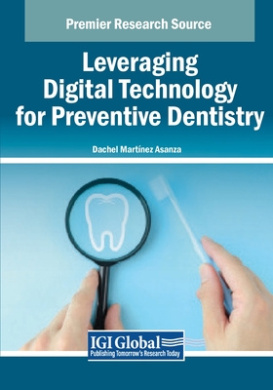 Premier Research Source
Leveraging
Digital Technology
for Preventive Dentistry
Dachel Martínez Asanza
IGI Global
Publishing Tomorrow's Research Today